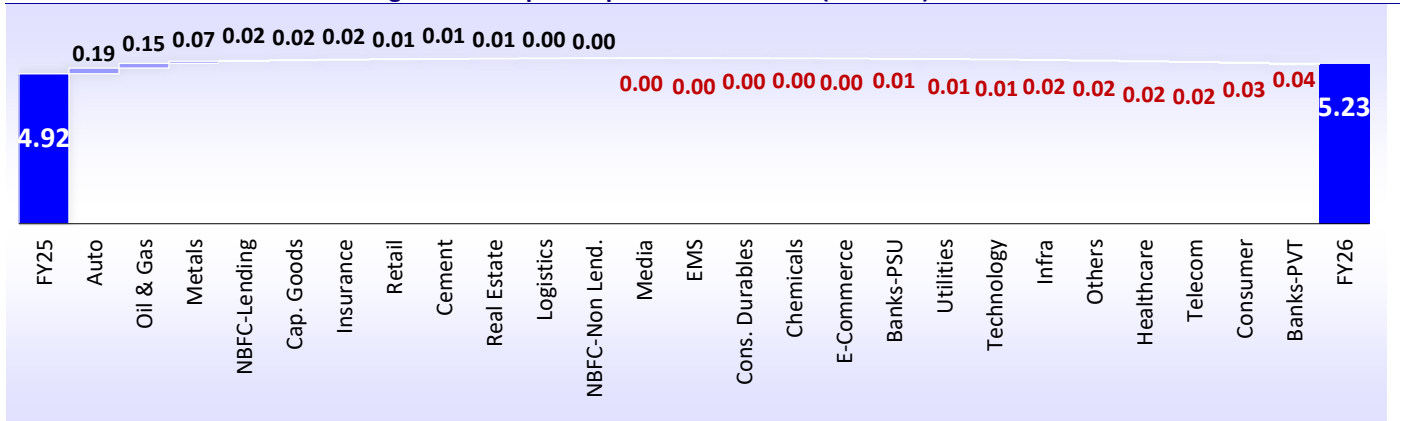 0.19 0.15 0.07 0.02 0.02 0.02 0.01 0.01 0.01 0.00 0.00
0.00 0.00 0.00 0.00 0.00 0.01 0.01 0.01 0.02 0.02 0.02 0.02 0.03 0.04
4.92
5.23
FY25
Auto
Oil & Gas
Metals
NBFC-Lending
Cap. Goods
Insurance
Retail
Cement
Real Estate
Logistics
NBFC-Non Lend.
Media
EMS
Cons. Durables
Chemicals
E-Commerce
Banks-PSU
Utilities
Technology
Infra
Others
Healthcare
Telecom
Consumer
Banks-PVT
FY26